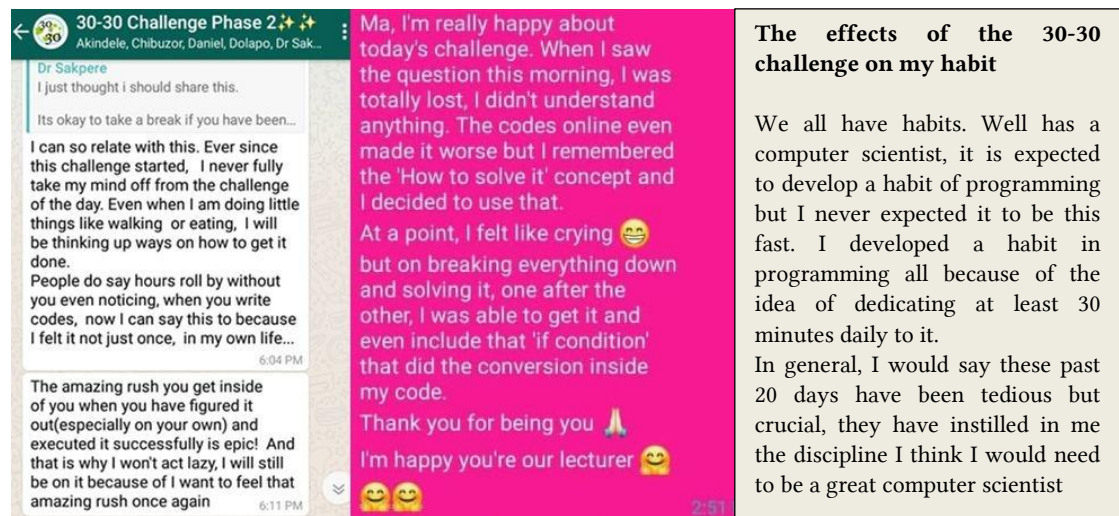 30-30 Challenge Phase 2✨✨
Akindele, Chibuzor, Daniel, Dolapo, Dr Sak...
Dr Sakpere
I just thought i should share this.
Its okay to take a break if you have been...
I can so relate with this. Ever since
this challenge started, I never fully
take my mind off from the challenge
of the day. Even when I am doing little
things like walking or eating, I will
be thinking up ways on how to get it
done.
People do say hours roll by without
you even noticing, when you write
codes, now I can say this to because
I felt it not just once, in my own life...
6:04 PM
The amazing rush you get inside
of you when you have figured it
out(especially on your own) and
executed it successfully is epic! And
that is why I won't act lazy, I will still
be on it because of I want to feel that
amazing rush once again
6:11 PM
Ma, I'm really happy about
today's challenge. When I saw
the question this morning, I was
totally lost, I didn't understand
anything. The codes online even
made it worse but I remembered
the 'How to solve it' concept and
I decided to use that.
At a point, I felt like crying 😁
but on breaking everything down
and solving it, one after the
other, I was able to get it and
even include that 'if condition'
that did the conversion inside
my code.
Thank you for being you 🙏
I'm happy you're our lecturer 🤗
🤗🤗
2:51
The effects of the 30-30
challenge on my habit
We all have habits. Well has a
computer scientist, it is expected
to develop a habit of programming
but I never expected it to be this
fast. I developed a habit in
programming all because of the
idea of dedicating at least 30
minutes daily to it.
In general, I would say these past
20 days have been tedious but
crucial, they have instilled in me
the discipline I think I would need
to be a great computer scientist